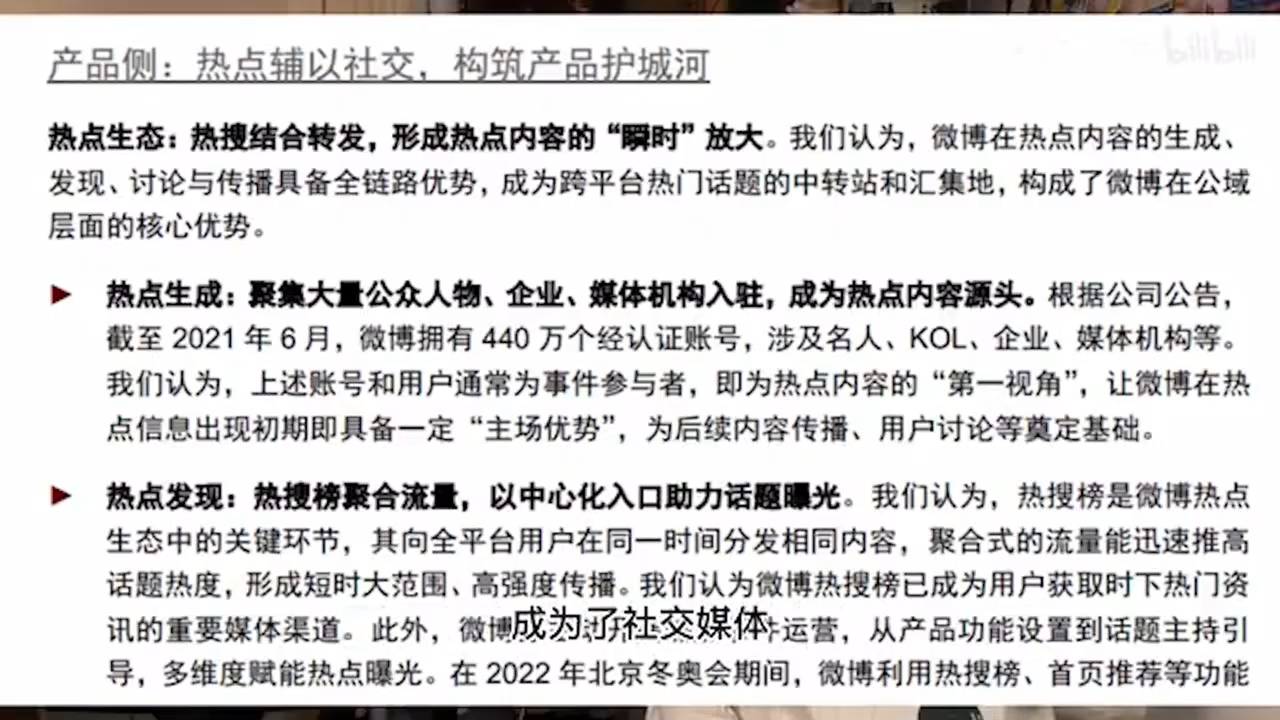 产品侧：热点辅以社交，构筑产品护城河
bilibili
热点生态：热搜结合转发，形成热点内容的“瞬时”放大。我们认为，微博在热点内容的生成、
发现、讨论与传播具备全链路优势，成为跨平台热门话题的中转站和汇集地，构成了微博在公域
层面的核心优势。
► 热点生成：聚集大量公众人物、企业、媒体机构入驻，成为热点内容源头。根据公司公告，
截至 2021 年 6 月，微博拥有 440 万个经认证账号，涉及名人、KOL、企业、媒体机构等。
我们认为，上述账号和用户通常为事件参与者，即为热点内容的“第一视角”，让微博在热
点信息出现初期即具备一定“主场优势”，为后续内容传播、用户讨论等奠定基础。
► 热点发现：热搜榜聚合流量，以中心化入口助力话题曝光。我们认为，热搜榜是微博热点
生态中的关键环节，其向全平台用户在同一时间分发相同内容，聚合式的流量能迅速推高
话题热度，形成短时大范围、高强度传播。我们认为微博热搜榜已成为用户获取时下热门资
讯的重要媒体渠道。此外，微博 运营，从产品功能设置到话题主持引
成为了社交媒体
导，多维度赋能热点曝光。在 2022 年北京冬奥会期间，微博利用热搜榜、首页推荐等功能